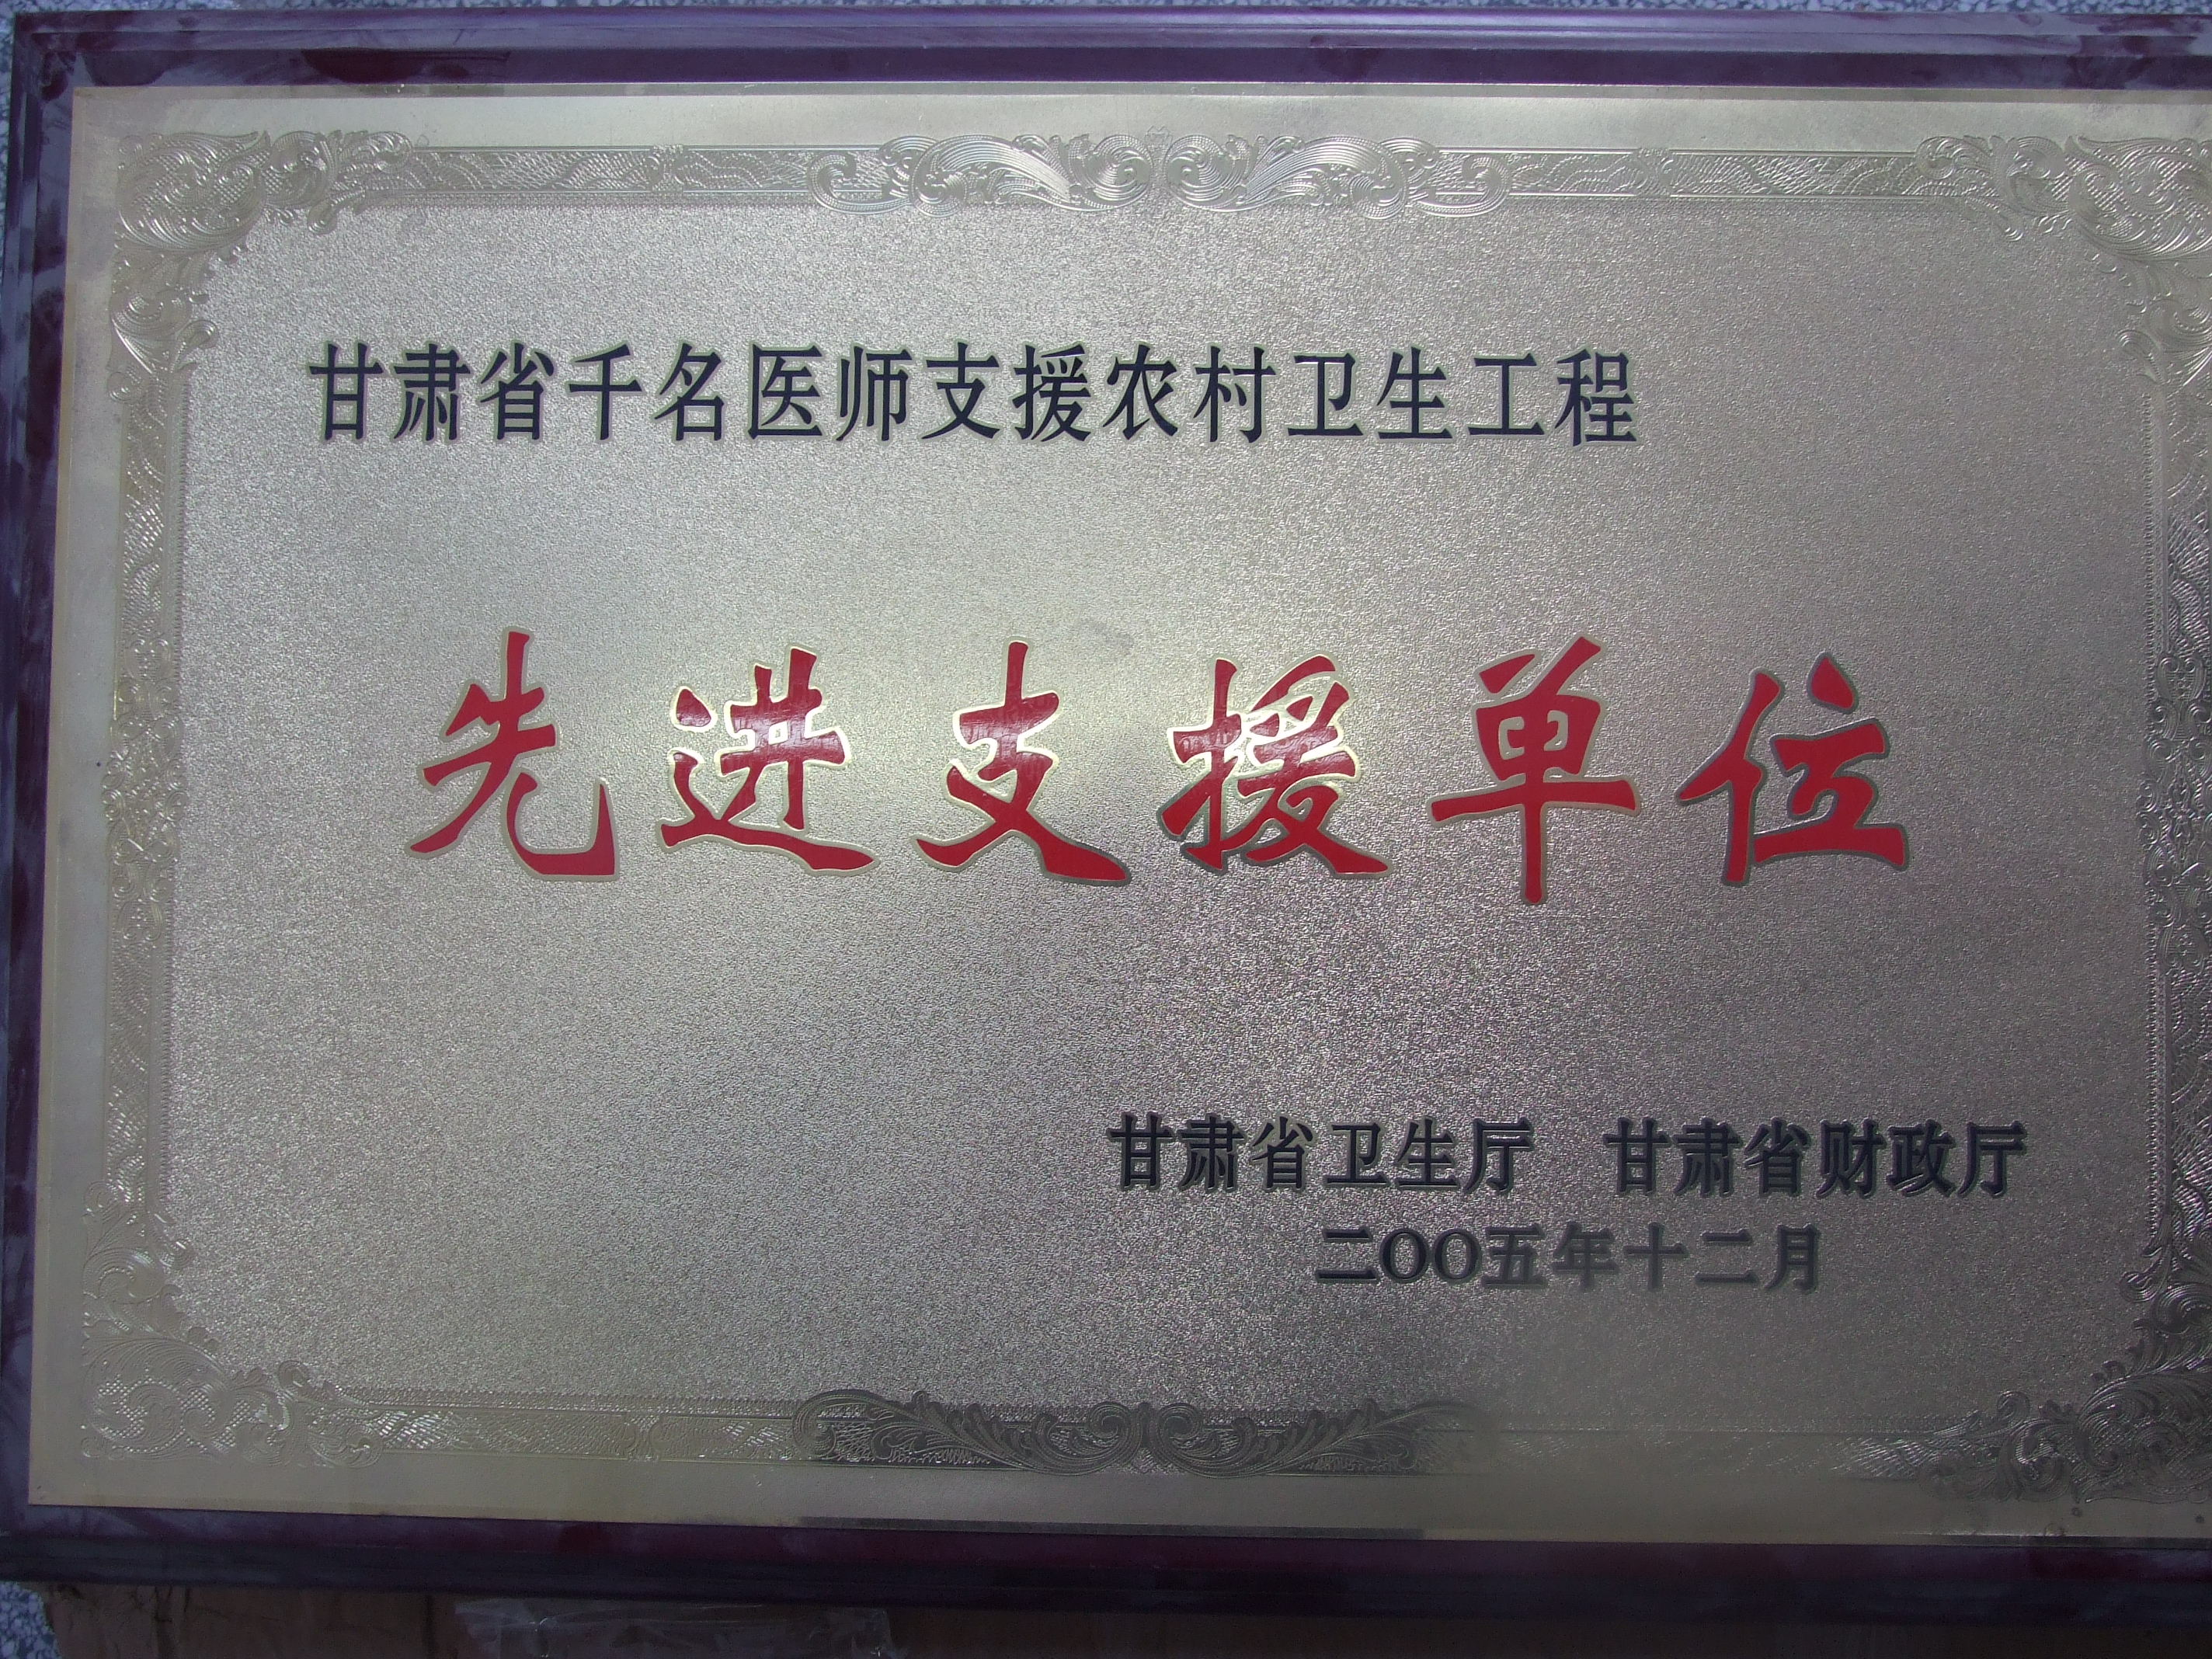 甘肃省千名医师支援农村卫生工程
先进支援单位
甘肃省卫生厅 甘肃省财政厅
二〇〇五年十二月